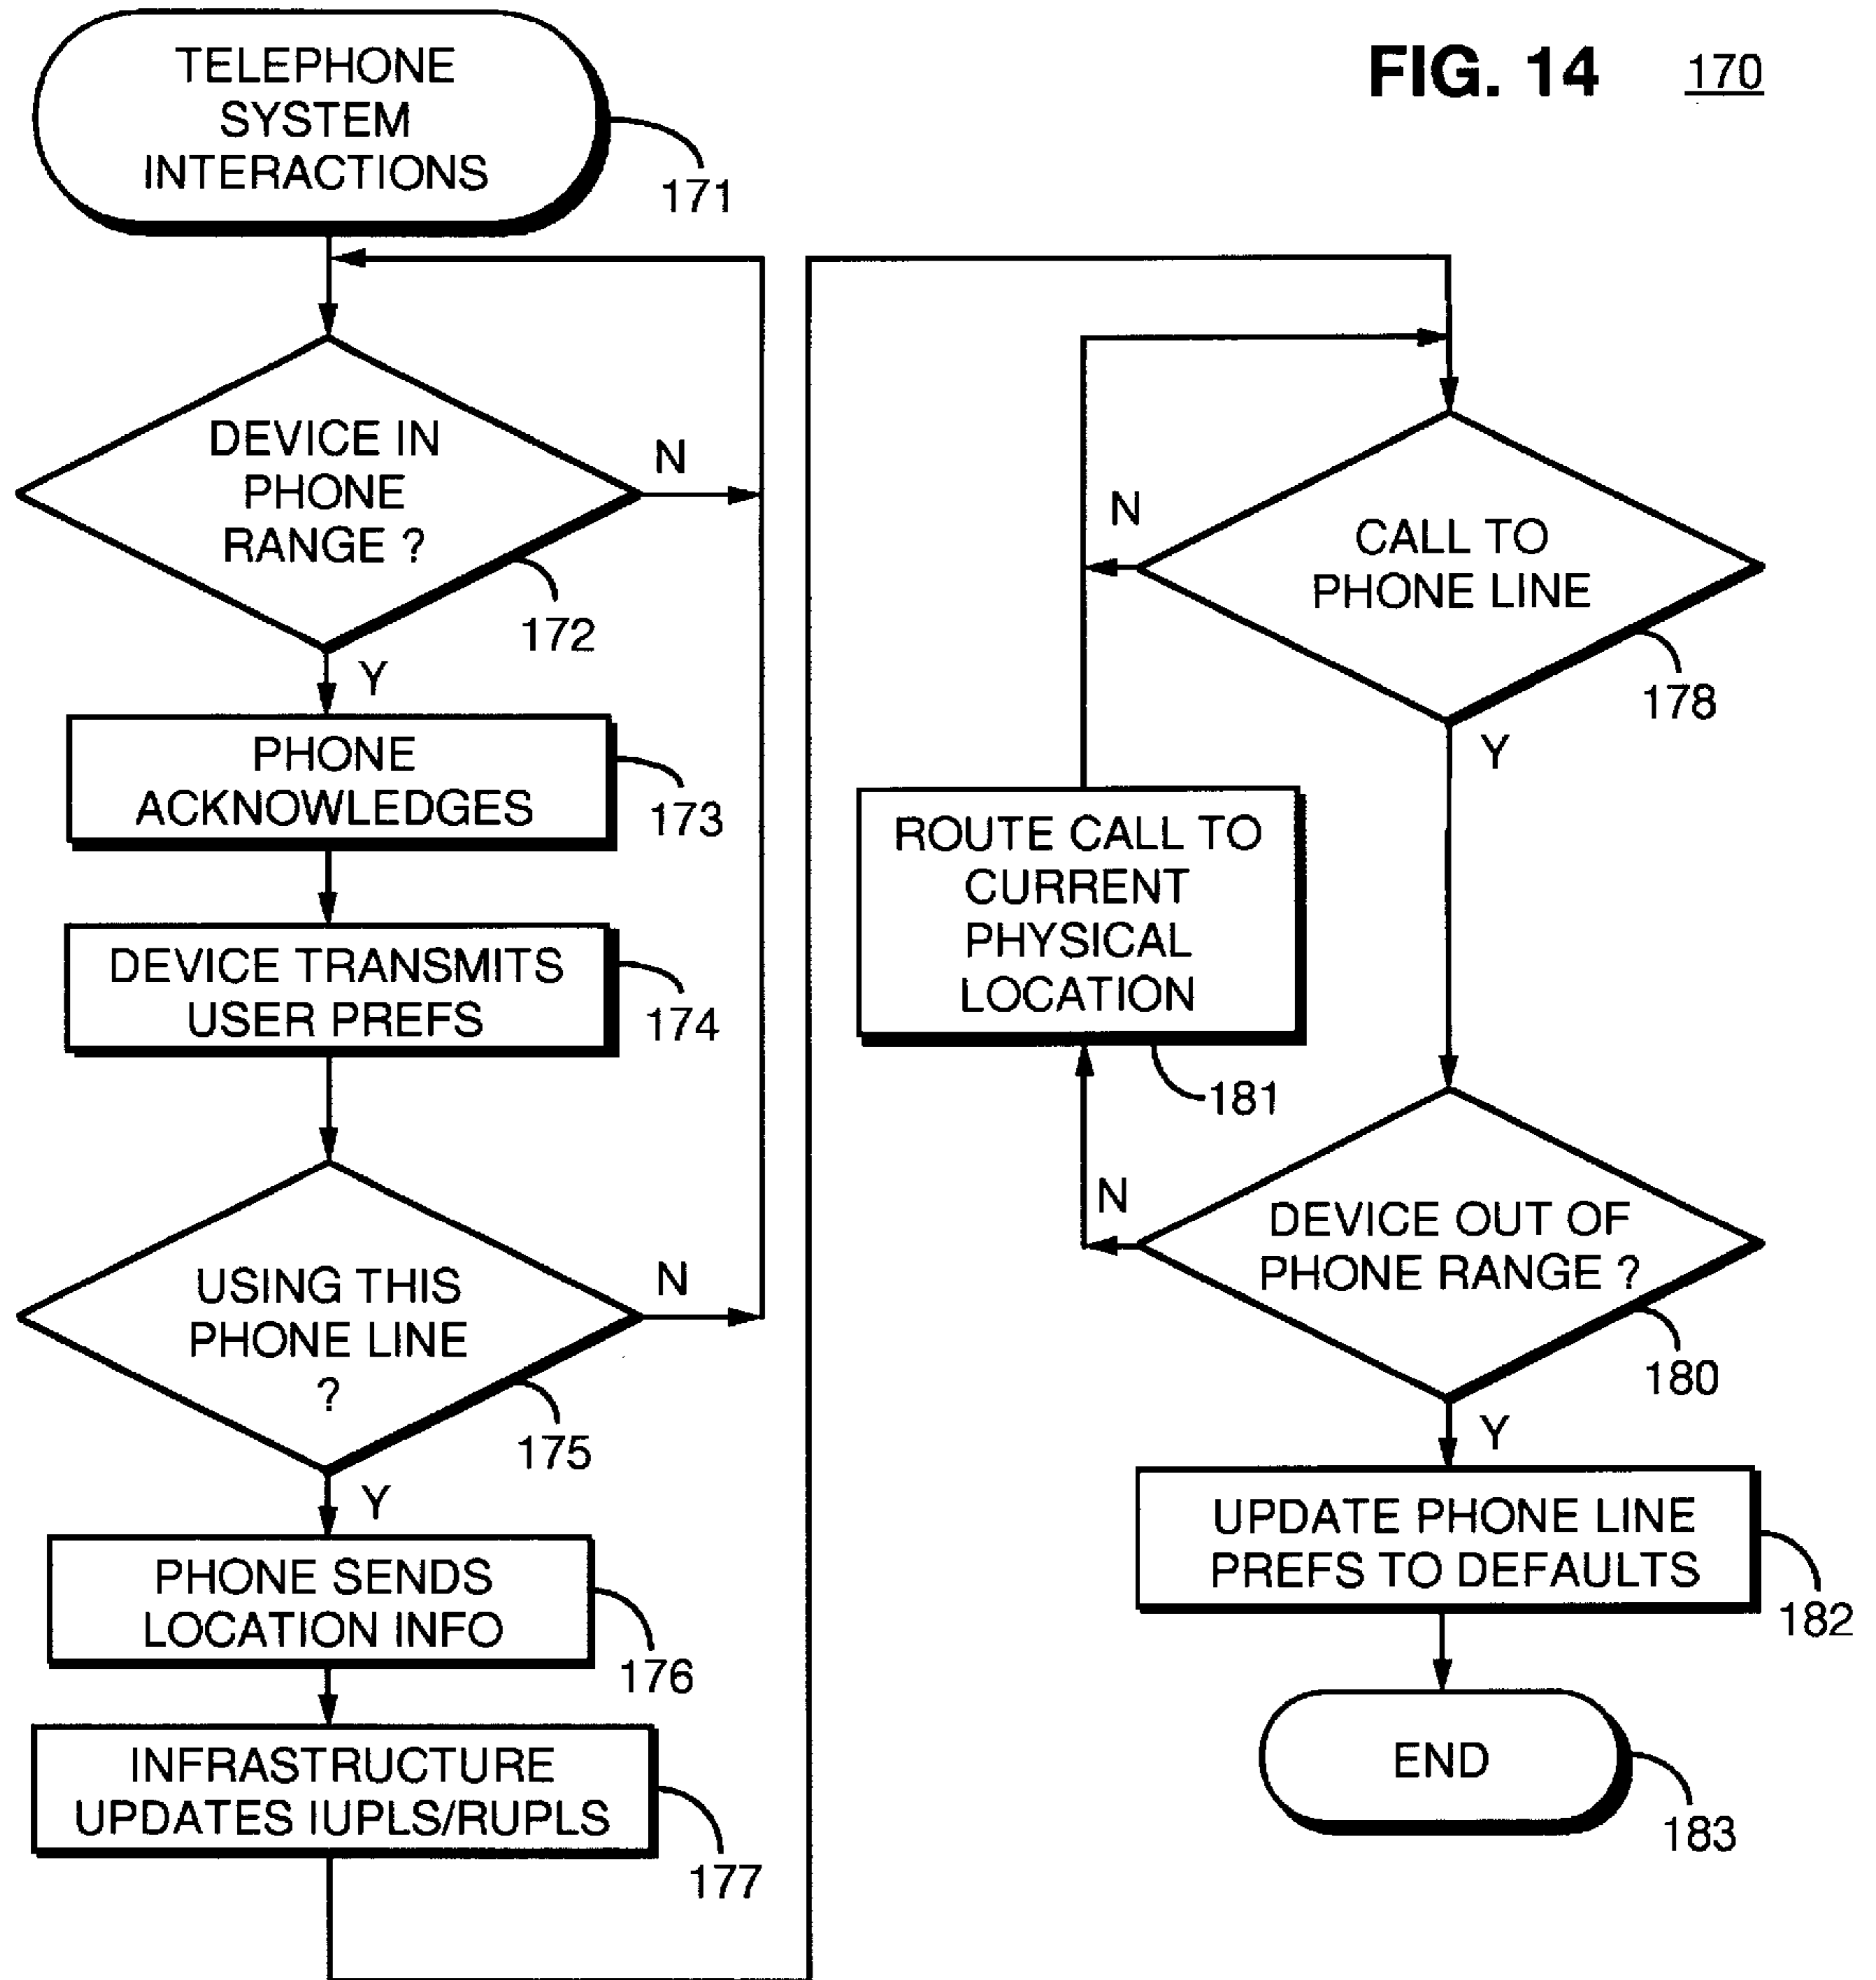 FIG. 14 170
TELEPHONE
SYSTEM
INTERACTIONS
171
DEVICE IN
PHONE
RANGE ?
N
172
Y
PHONE
ACKNOWLEDGES
173
DEVICE TRANSMITS
USER PREFS
174
USING THIS
PHONE LINE
?
N
175
Y
PHONE SENDS
LOCATION INFO
176
INFRASTRUCTURE
UPDATES IUPLS/RUPLS
177
CALL TO
PHONE LINE
N
178
Y
ROUTE CALL TO
CURRENT
PHYSICAL
LOCATION
181
DEVICE OUT OF
PHONE RANGE ?
N
180
Y
UPDATE PHONE LINE
PREFS TO DEFAULTS
182
END
183